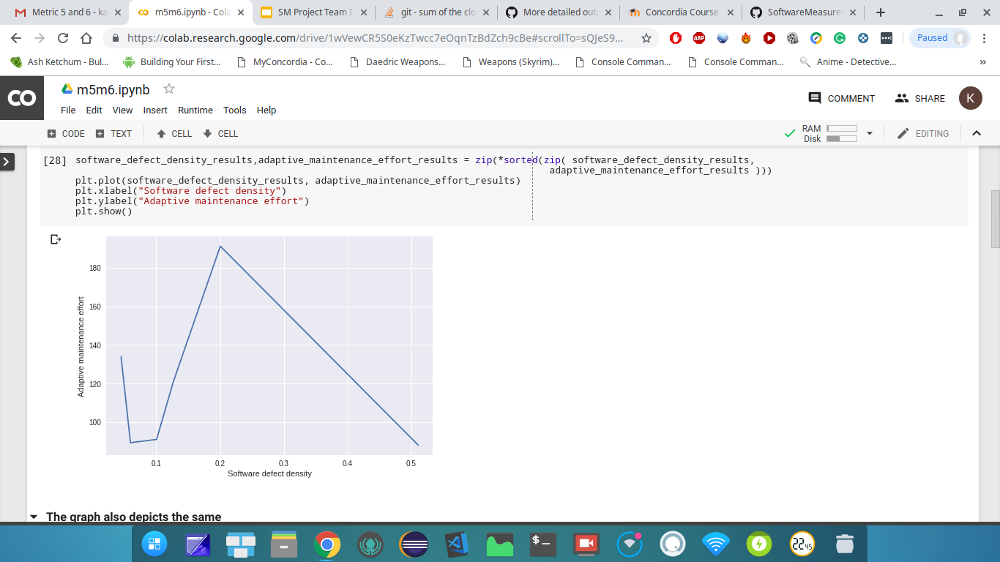 Metric 5 and 6 - ka
m5m6.ipynb - Cola
SM Project Team I
git - sum of the clo
More detailed out
Concordia Course
SoftwareMeasure
https://colab.research.google.com/drive/1wVewCR5S0eKzTwcc7eOqnTzBdZch9cBe#scrollTo=sQJeS9...
ABP
Paused
Ash Ketchum - Bul...
Building Your First...
MyConcordia - Co...
Daedric Weapons...
Weapons (Skyrim)...
Console Comman...
Console Comman...
Anime - Detective...
»
CO
m5m6.ipynb
File Edit View Insert Runtime Tools Help
COMMENT
SHARE
K
CODE
TEXT
CELL
CELL
RAM
Disk
EDITING
[28] software_defect_density_results,adaptive_maintenance_effort_results = zip(*sorted(zip( software_defect_density_results,
adaptive_maintenance_effort_results )))
plt.plot(software_defect_density_results, adaptive_maintenance_effort_results)
plt.xlabel("Software defect density")
plt.ylabel("Adaptive maintenance effort")
plt.show()
180
160
140
120
100
Adaptive maintenance effort
0.1 0.2 0.3 0.4 0.5
Software defect density
The graph also depicts the same
$
22 45